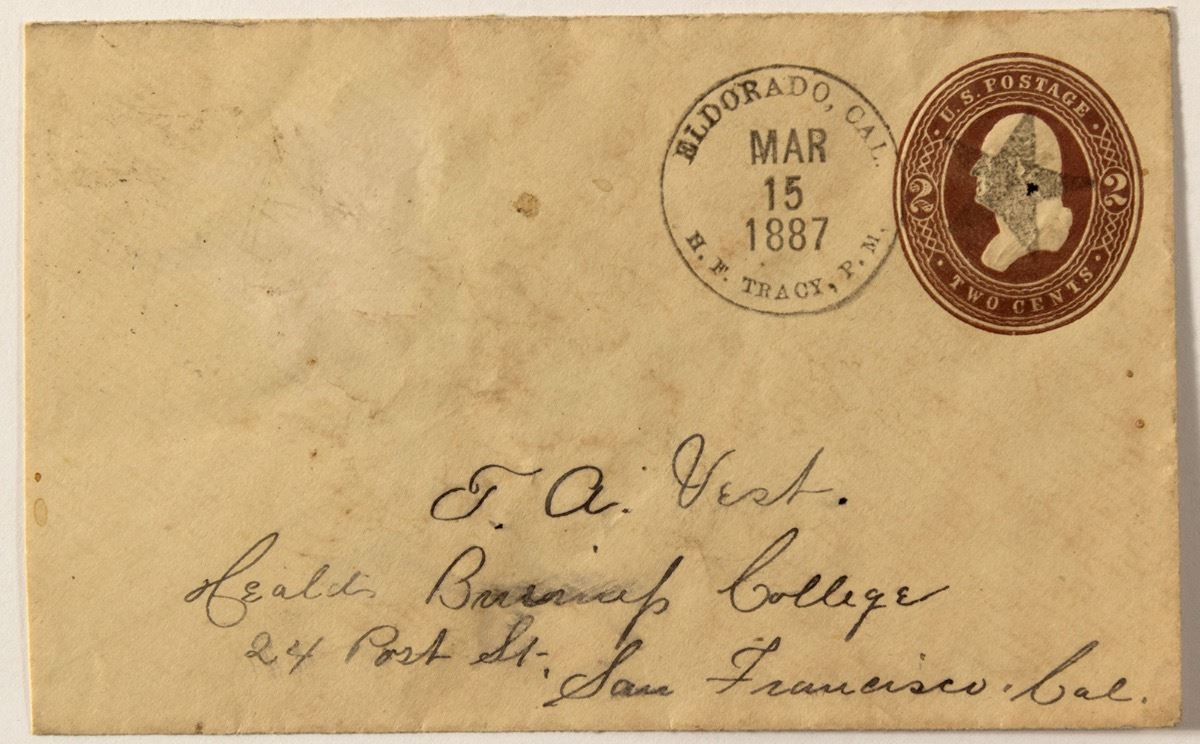 ELDORADO, CAL.
MAR
15
1887
H. F. TRACY, P. M.
U.S. POSTAGE
2 2
TWO CENTS
T. A. Vest.
Healds Business College
24 Post St.,
San Francisco. Cal.